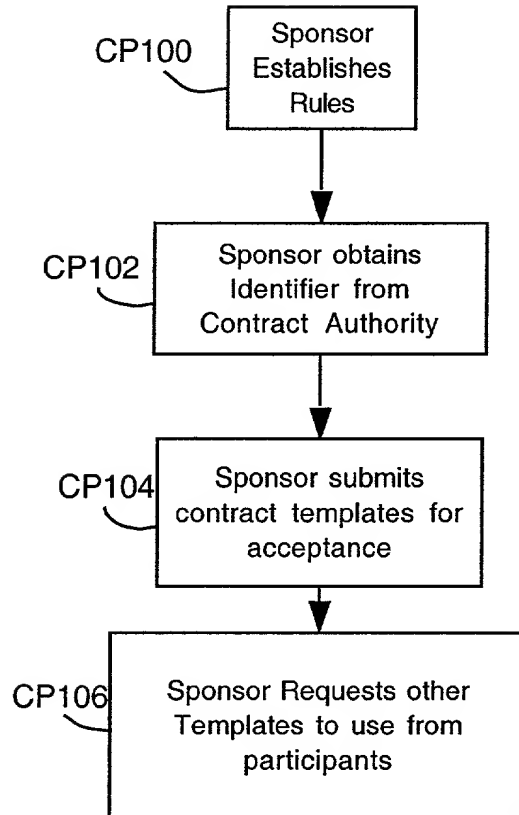 CP100
Sponsor
Establishes
Rules
CP102
Sponsor obtains
Identifier from
Contract Authority
CP104
Sponsor submits
contract templates for
acceptance
CP106
Sponsor Requests other
Templates to use from
participants